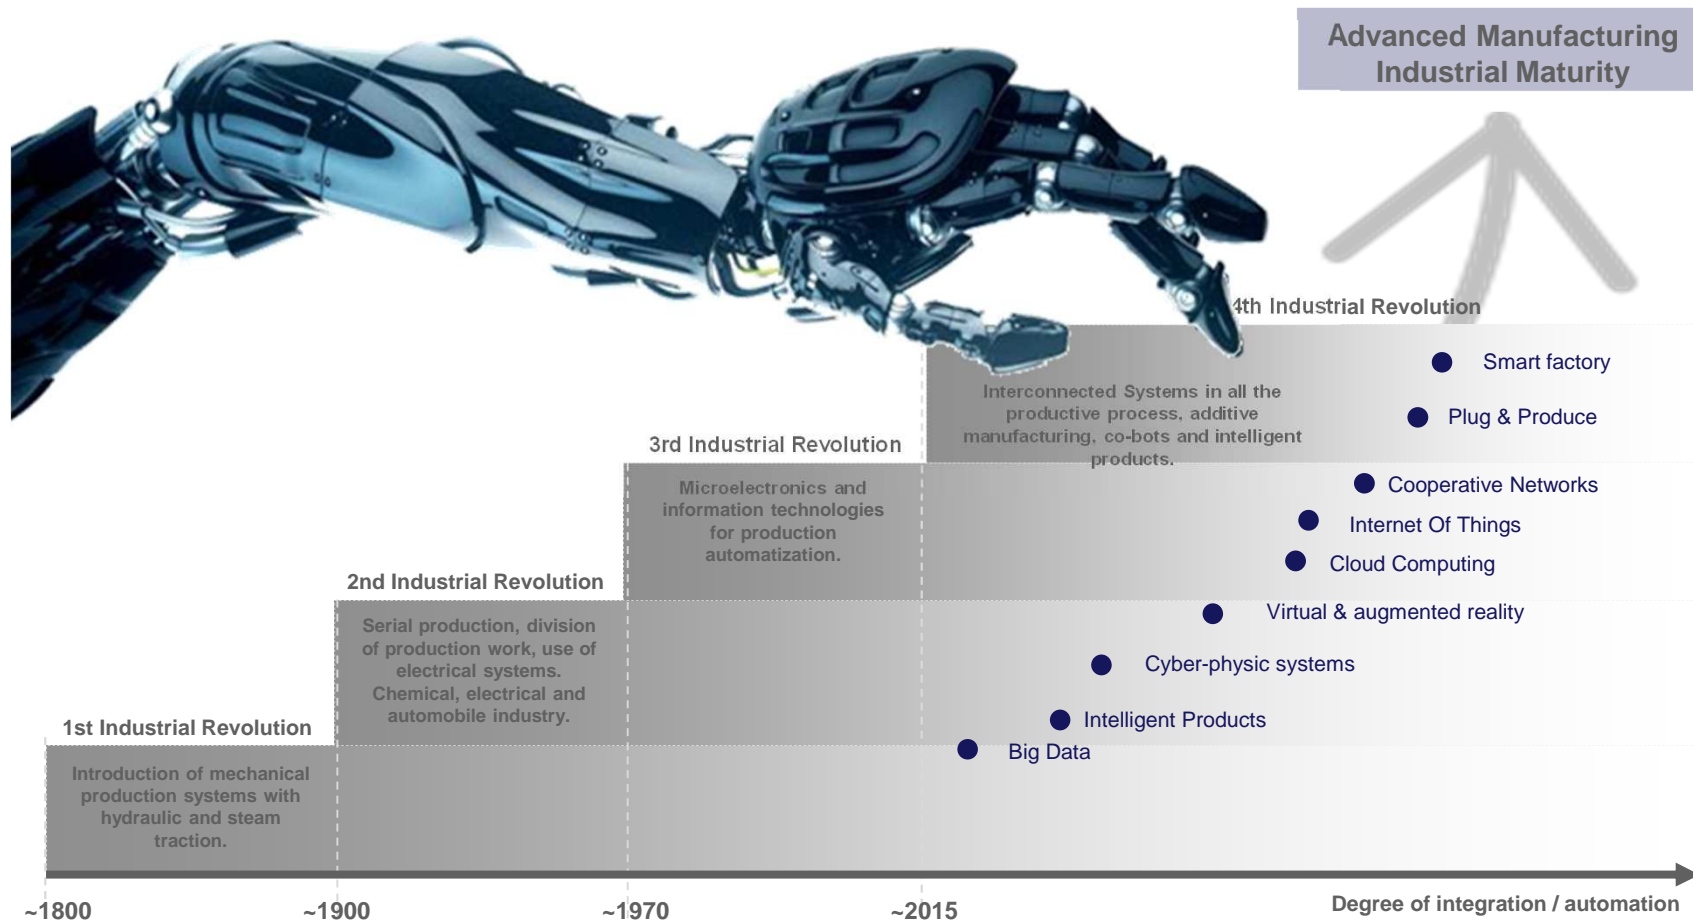 Advanced Manufacturing
Industrial Maturity
4th Industrial Revolution
Smart factory
Interconnected Systems in all the
productive process, additive
manufacturing, co-bots and intelligent
products.
Plug & Produce
3rd Industrial Revolution
Microelectronics and
information technologies
for production
automatization.
Cooperative Networks
Internet Of Things
Cloud Computing
2nd Industrial Revolution
Serial production, division
of production work, use of
electrical systems.
Chemical, electrical and
automobile industry.
Virtual & augmented reality
Cyber-physic systems
Intelligent Products
Big Data
1st Industrial Revolution
Introduction of mechanical
production systems with
hydraulic and steam
traction.
~1800
~1900
~1970
~2015
Degree of integration / automation